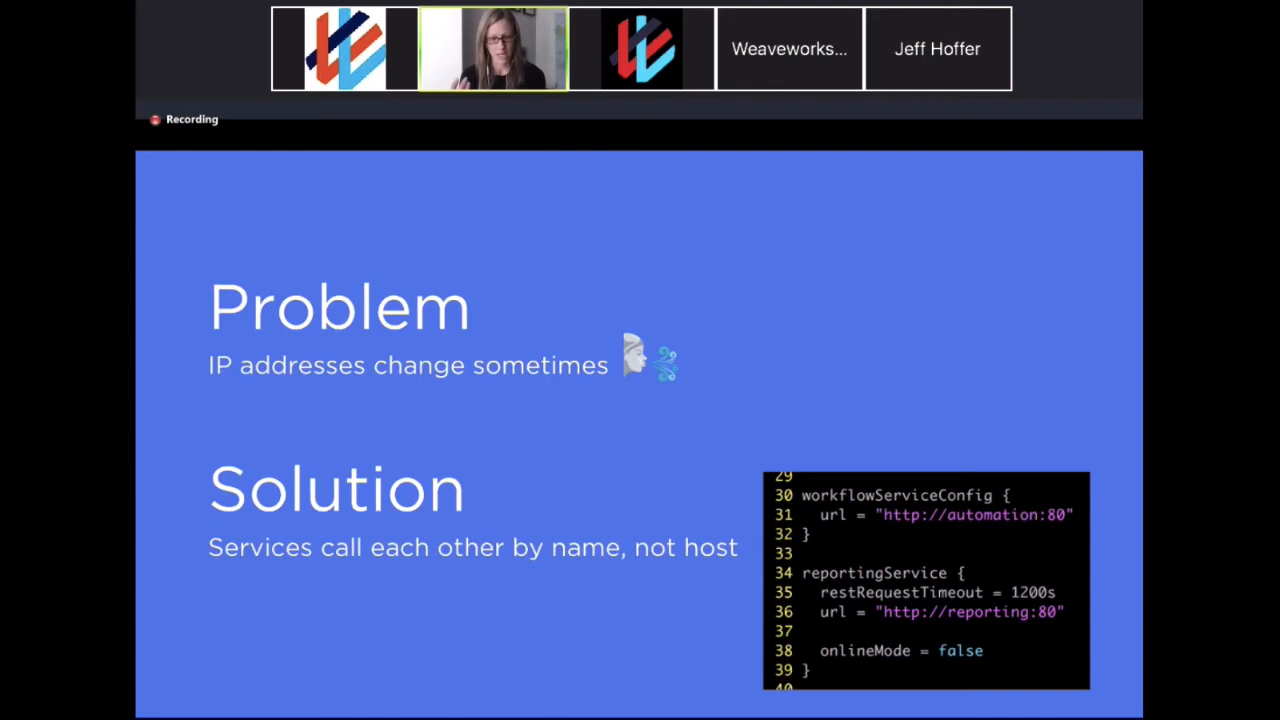 Weaveworks...
Jeff Hoffer
Recording
Problem
IP addresses change sometimes
Solution
Services call each other by name, not host
29
30 workflowServiceConfig {
31 url = "http://automation:80"
32 }
33
34 reportingService {
35 restRequestTimeout = 1200s
36 url = "http://reporting:80"
37
38 onlineMode = false
39 }
40